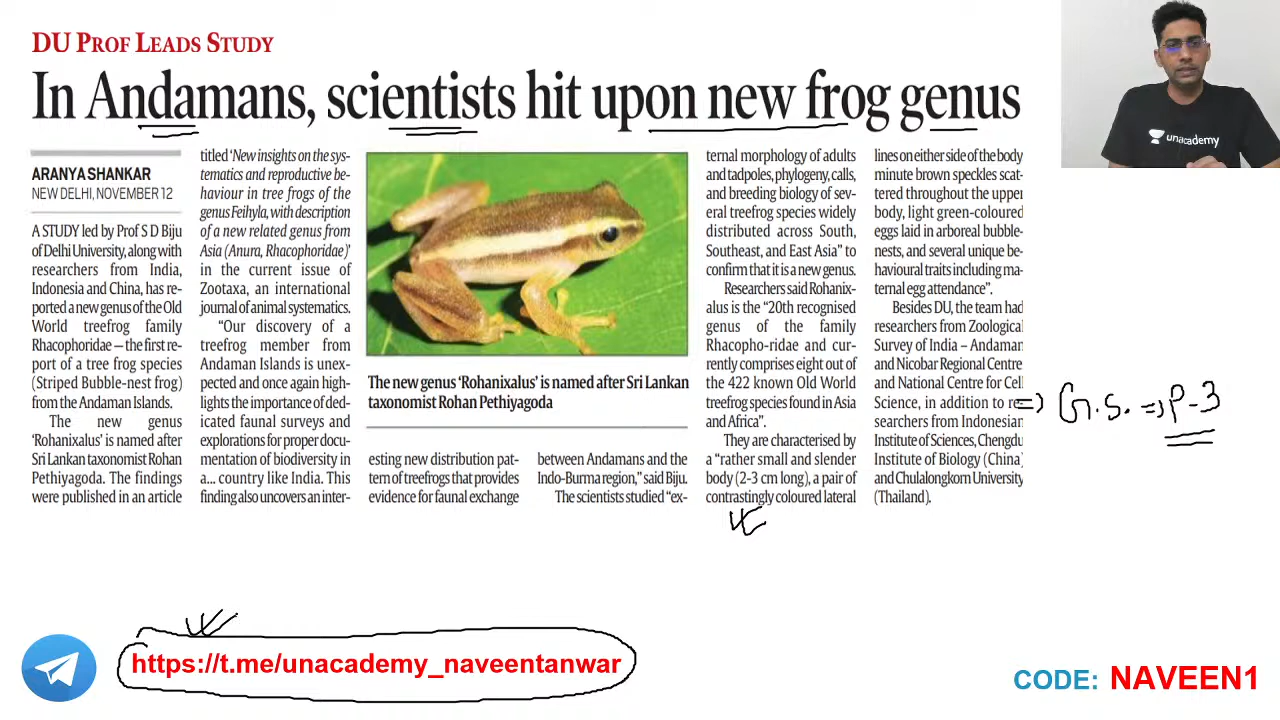 DU PROF LEADS STUDY
In Andamans, scientists hit upon new frog genus
ARANYA SHANKAR
NEW DELHI, NOVEMBER 12
A STUDY led by Prof S D Biju
of Delhi University, along with
researchers from India,
Indonesia and China, has re-
ported a new genus of the Old
World treefrog family
Rhacophoridae — the first re-
port of a tree frog species
(Striped Bubble-nest frog)
from the Andaman Islands.
The new genus
'Rohanixalus' is named after
Sri Lankan taxonomist Rohan
Pethiyagoda. The findings
were published in an article
titled 'New insights on the sys-
tematics and reproductive be-
haviour in tree frogs of the
genus Feihyla, with description
of a new related genus from
Asia (Anura, Rhacophoridae)'
in the current issue of
Zootaxa, an international
journal of animal systematics.
"Our discovery of a
treefrog member from
Andaman Islands is unex-
pected and once again high-
lights the importance of ded-
icated faunal surveys and
explorations for proper docu-
mentation of biodiversity in
a... country like India. This
finding also uncovers an inter-
The new genus 'Rohanixalus' is named after Sri Lankan
taxonomist Rohan Pethiyagoda
esting new distribution pat-
tern of treefrogs that provides
evidence for faunal exchange
between Andamans and the
Indo-Burma region," said Biju.
The scientists studied "ex-
ternal morphology of adults
and tadpoles, phylogeny, calls,
and breeding biology of sev-
eral treefrog species widely
distributed across South,
Southeast, and East Asia" to
confirm that it is a new genus.
Researchers said Rohanix-
alus is the "20th recognised
genus of the family
Rhacopho-ridae and cur-
rently comprises eight out of
the 422 known Old World
treefrog species found in Asia
and Africa".
They are characterised by
a "rather small and slender
body (2-3 cm long), a pair of
contrastingly coloured lateral
lines on either side of the body
minute brown speckles scat-
tered throughout the upper
body, light green-coloured
eggs laid in arboreal bubble-
nests, and several unique be-
havioural traits including ma-
ternal egg attendance".
Besides DU, the team had
researchers from Zoological
Survey of India – Andaman
and Nicobar Regional Centre
and National Centre for Cell
Science, in addition to re-
searchers from Indonesian
Institute of Sciences, Chengdu
Institute of Biology (China)
and Chulalongkorn University
(Thailand).
unacademy
⇒ G.S. ⇒ P-3
https://t.me/unacademy_naveentanwar
CODE: NAVEEN1